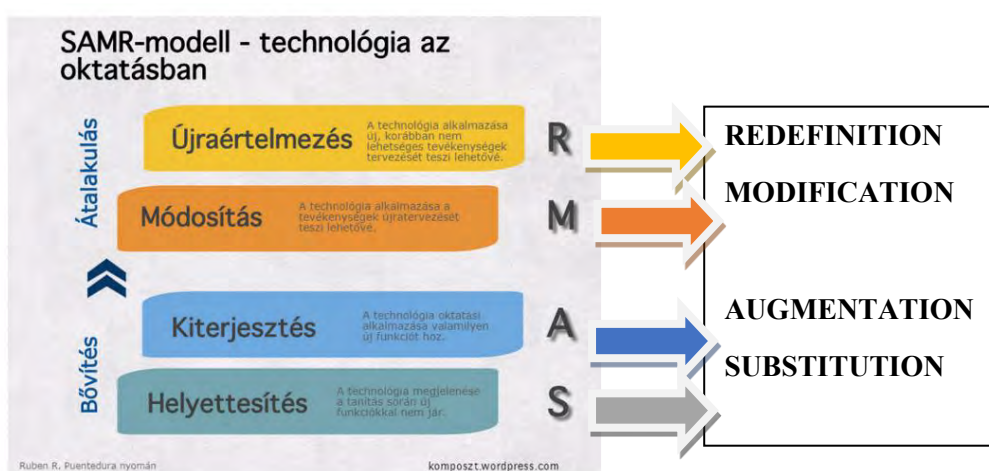 SAMR-modell - technológia az
oktatásban
Átalakulás
Újraértelmezés
A technológia alkalmazása
új, korábban nem
lehetséges tevékenységek
tervezését teszi lehetővé.
R
REDEFINITION
Módosítás
A technológia alkalmazása a
tevékenységek újratervezését
teszi lehetővé.
M
MODIFICATION
Bővítés
Kiterjesztés
A technológia oktatási
alkalmazása valamilyen
új funkciót hoz.
A
AUGMENTATION
Helyettesítés
A technológia megjelenése
a tanítás során új
funkciókkal nem jár.
S
SUBSTITUTION
Ruben R. Puentedura nyomán
komposzt.wordpress.com